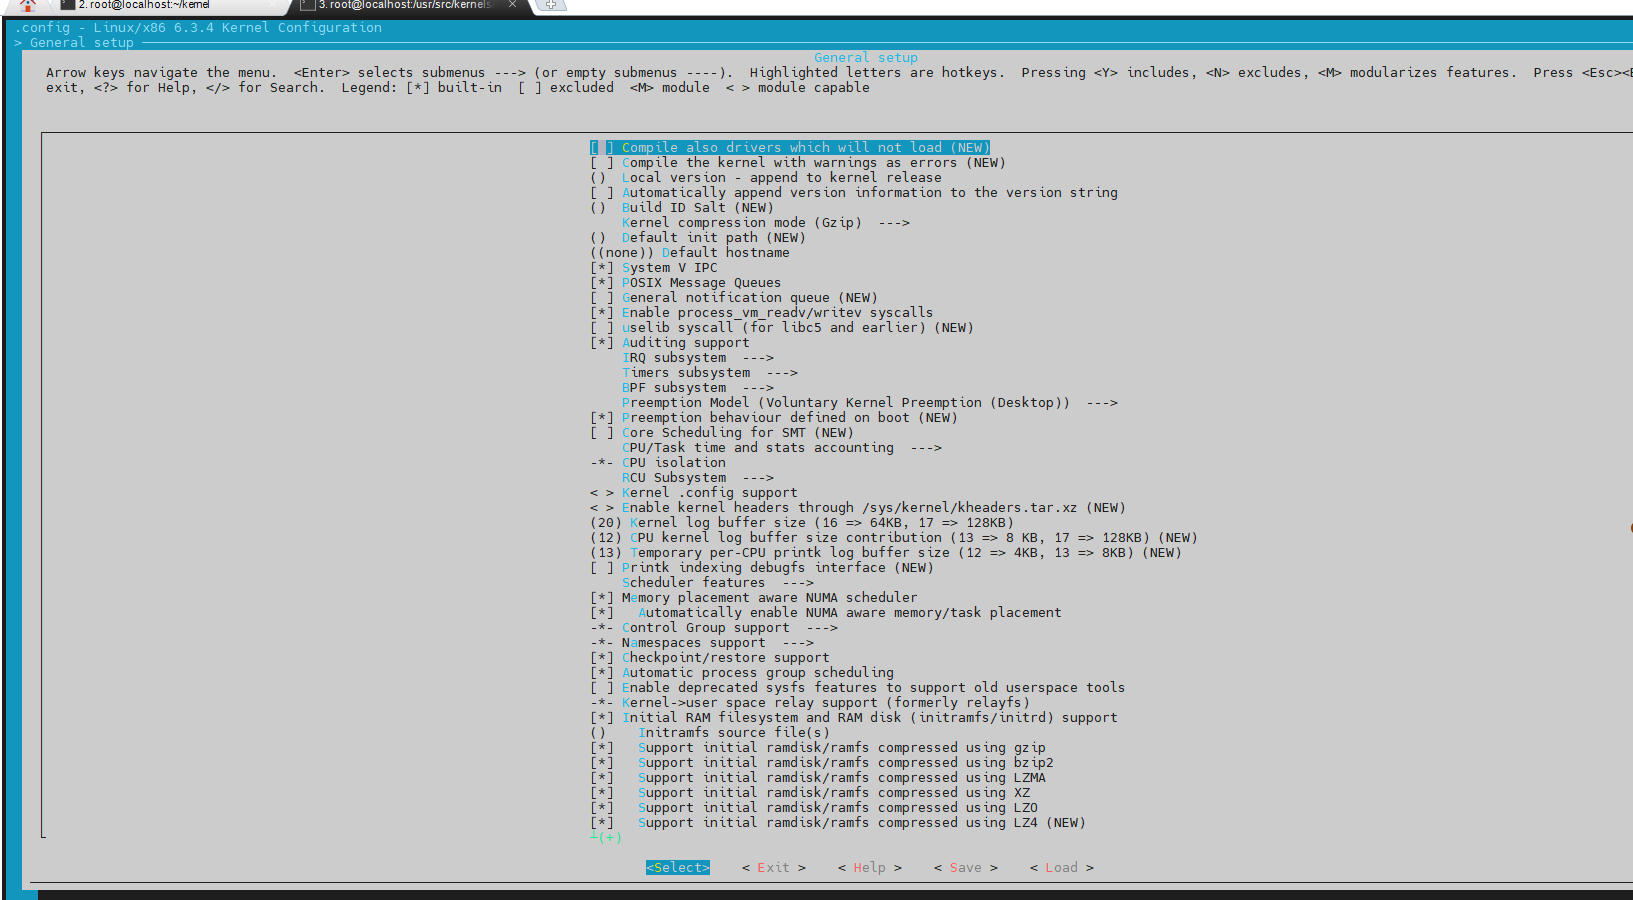 2. root@localhost:~/kernel
3. root@localhost:/usr/src/kernels
.config - Linux/x86 6.3.4 Kernel Configuration
> General setup
General setup
Arrow keys navigate the menu.  <Enter> selects submenus ---> (or empty submenus ----).  Highlighted letters are hotkeys.  Pressing <Y> includes, <N> excludes, <M> modularizes features.  Press <Esc><E
exit, <?> for Help, </> for Search.  Legend: [*] built-in  [ ] excluded  <M> module  < > module capable
[ ] Compile also drivers which will not load (NEW)
[ ] Compile the kernel with warnings as errors (NEW)
()  Local version - append to kernel release
[ ] Automatically append version information to the version string
()  Build ID Salt (NEW)
Kernel compression mode (Gzip)  --->
()  Default init path (NEW)
((none)) Default hostname
[*] System V IPC
[*] POSIX Message Queues
[ ] General notification queue (NEW)
[*] Enable process_vm_readv/writev syscalls
[ ] uselib syscall (for libc5 and earlier) (NEW)
[*] Auditing support
IRQ subsystem  --->
Timers subsystem  --->
BPF subsystem  --->
Preemption Model (Voluntary Kernel Preemption (Desktop))  --->
[*] Preemption behaviour defined on boot (NEW)
[ ] Core Scheduling for SMT (NEW)
CPU/Task time and stats accounting  --->
-*- CPU isolation
RCU Subsystem  --->
< > Kernel .config support
< > Enable kernel headers through /sys/kernel/kheaders.tar.xz (NEW)
(20) Kernel log buffer size (16 => 64KB, 17 => 128KB)
(12) CPU kernel log buffer size contribution (13 => 8 KB, 17 => 128KB) (NEW)
(13) Temporary per-CPU printk log buffer size (12 => 4KB, 13 => 8KB) (NEW)
[ ] Printk indexing debugfs interface (NEW)
Scheduler features  --->
[*] Memory placement aware NUMA scheduler
[*]   Automatically enable NUMA aware memory/task placement
-*- Control Group support  --->
-*- Namespaces support  --->
[*] Checkpoint/restore support
[*] Automatic process group scheduling
[ ] Enable deprecated sysfs features to support old userspace tools
-*- Kernel->user space relay support (formerly relayfs)
[*] Initial RAM filesystem and RAM disk (initramfs/initrd) support
()    Initramfs source file(s)
[*]   Support initial ramdisk/ramfs compressed using gzip
[*]   Support initial ramdisk/ramfs compressed using bzip2
[*]   Support initial ramdisk/ramfs compressed using LZMA
[*]   Support initial ramdisk/ramfs compressed using XZ
[*]   Support initial ramdisk/ramfs compressed using LZO
[*]   Support initial ramdisk/ramfs compressed using LZ4 (NEW)
┴(+)
<Select>    < Exit >    < Help >    < Save >    < Load >